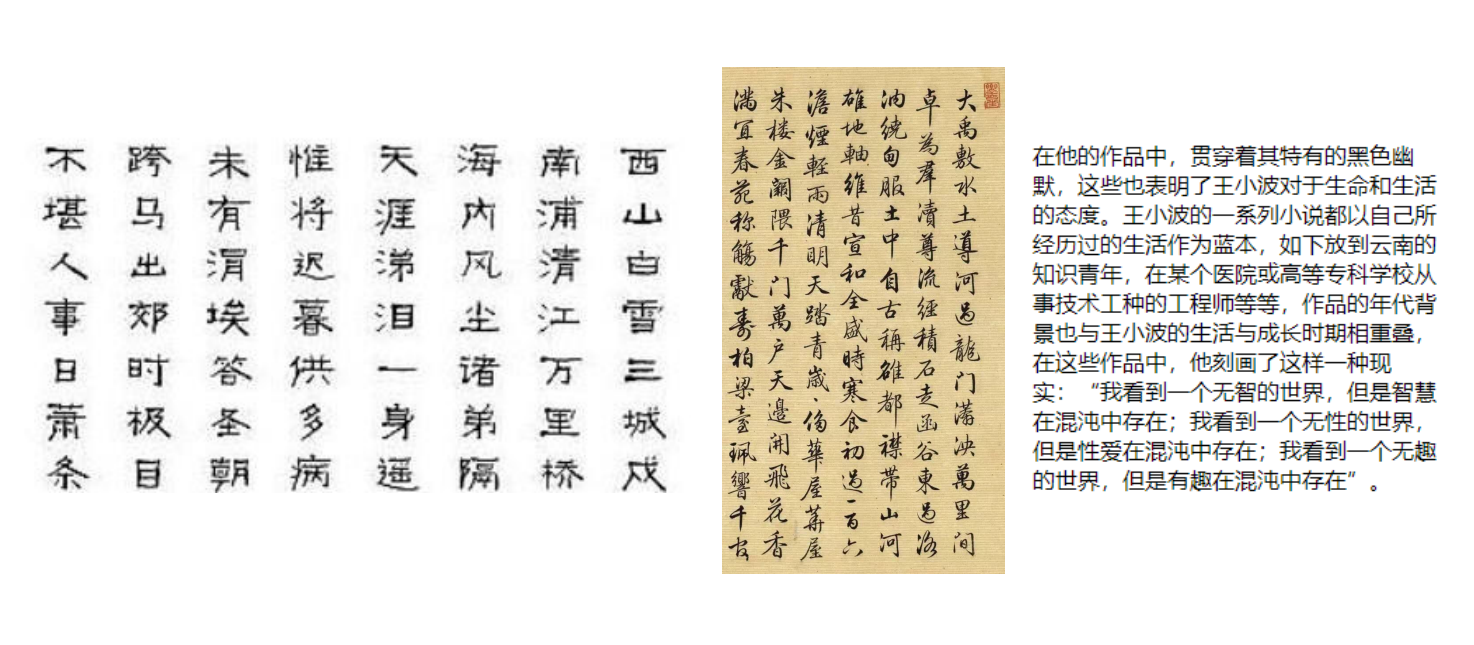 西山白雪三城戍
南浦清江万里桥
海内风尘诸弟隔
天涯涕泪一身遥
惟将迟暮供多病
未有涓埃答圣朝
跨马出郊时极目
不堪人事日萧条
大禹敷水土導河過龍门泱萬里间
卓為羣瀆尊流經積石走函谷東過洛
汭繞甸服土中自古稱雒都襟带山河
雄地軸維昔宣和全盛時寒食初過一百六
澹煙輕雨清明天踏青歲、侈華屋華屋
朱楼金闕隈千门萬户天邊開飛花香
满宜春苑称觴獻壽柏梁臺珮響千官
在他的作品中，贯穿着其特有的黑色幽
默，这些也表明了王小波对于生命和生活
的态度。王小波的一系列小说都以自己所
经历过的生活作为蓝本，如下放到云南的
知识青年，在某个医院或高等专科学校从
事技术工种的工程师等等，作品的年代背
景也与王小波的生活与成长时期相重叠，
在这些作品中，他刻画了这样一种现
实：“我看到一个无智的世界，但是智慧
在混沌中存在；我看到一个无性的世界，
但是性爱在混沌中存在；我看到一个无趣
的世界，但是有趣在混沌中存在”。